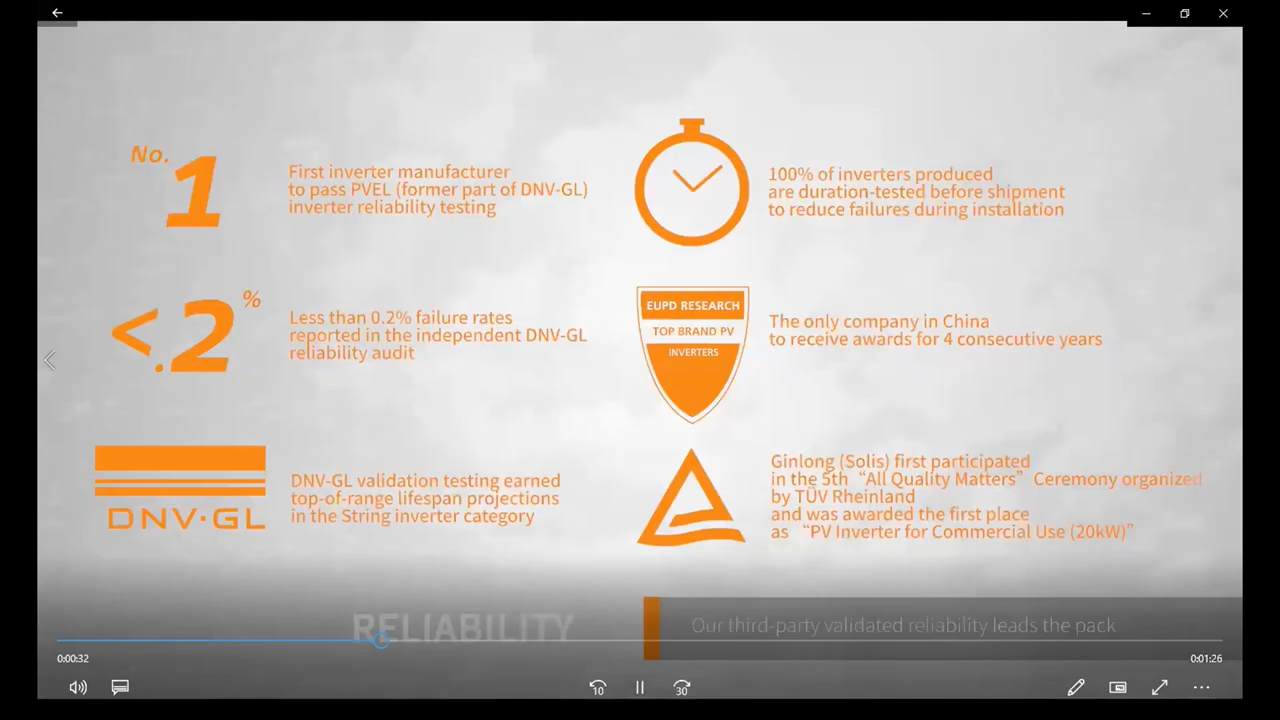 No.
1
First inverter manufacturer
to pass PVEL (former part of DNV-GL)
inverter reliability testing
100% of inverters produced
are duration-tested before shipment
to reduce failures during installation
<.2%
Less than 0.2% failure rates
reported in the independent DNV-GL
reliability audit
EUPD RESEARCH
TOP BRAND PV
INVERTERS
The only company in China
to receive awards for 4 consecutive years
DNV·GL
DNV-GL validation testing earned
top-of-range lifespan projections
in the String inverter category
Ginlong (Solis) first participated
in the 5th “All Quality Matters” Ceremony organized
by TÜV Rheinland
and was awarded the first place
as “PV Inverter for Commercial Use (20kW)”
RELIABILITY
Our third-party validated reliability leads the pack
0:00:32
0:01:26
10
30